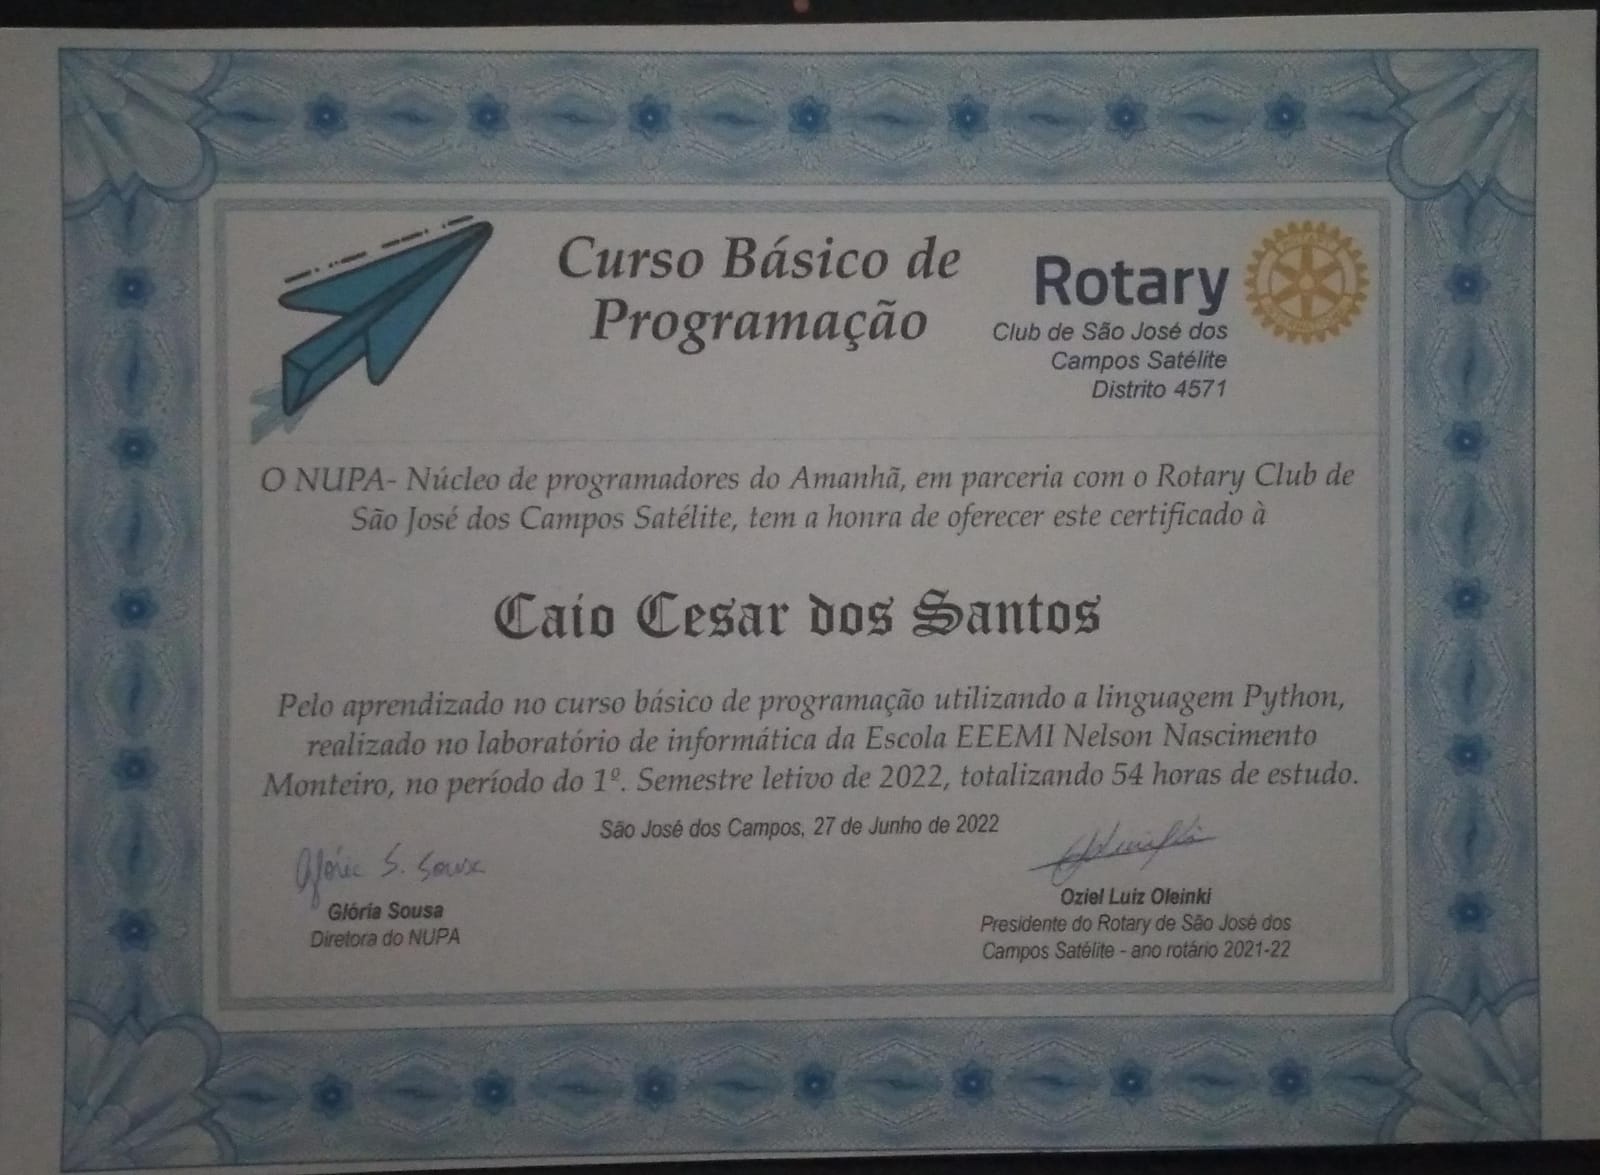 Curso Básico de
Programação
Rotary
Club de São José dos
Campos Satélite
Distrito 4571
O NUPA- Núcleo de programadores do Amanhã, em parceria com o Rotary Club de
São José dos Campos Satélite, tem a honra de oferecer este certificado à
Caio Cesar dos Santos
Pelo aprendizado no curso básico de programação utilizando a linguagem Python,
realizado no laboratório de informática da Escola EEEMI Nelson Nascimento
Monteiro, no período do 1º. Semestre letivo de 2022, totalizando 54 horas de estudo.
São José dos Campos, 27 de Junho de 2022
Glória S. Sousa
Glória Sousa
Diretora do NUPA
Oziel Luiz Oleinki
Presidente do Rotary de São José dos
Campos Satélite - ano rotário 2021-22